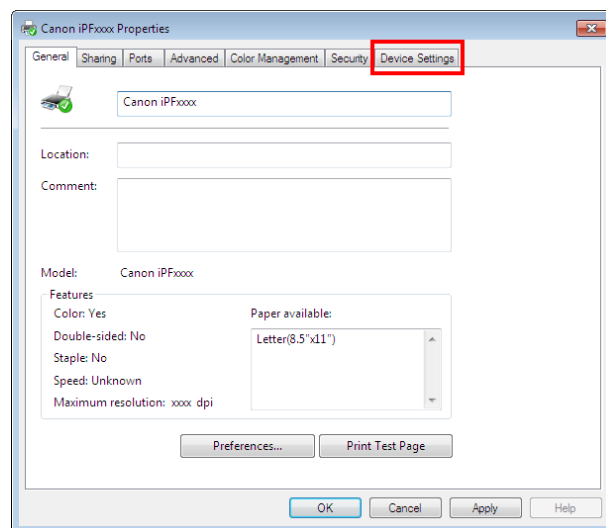 Canon iPFxxxx Properties
General Sharing Ports Advanced Color Management Security Device Settings
Canon iPFxxxx
Location:
Comment:
Model: Canon iPFxxxx
Features
Color: Yes
Paper available:
Double-sided: No
Letter(8.5"x11")
Staple: No
Speed: Unknown
Maximum resolution: xxxx dpi
Preferences... Print Test Page
OK Cancel Apply Help